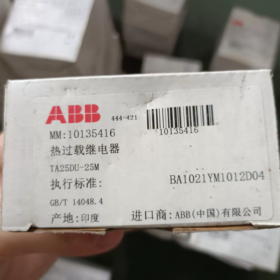 ABB 444-421
MM:10135416 10135416
热过载继电器
TA25DU-25M
执行标准: BA1021YM1012D04
GB/T 14048.4
产地:印度 进口商:ABB(中国)有限公司